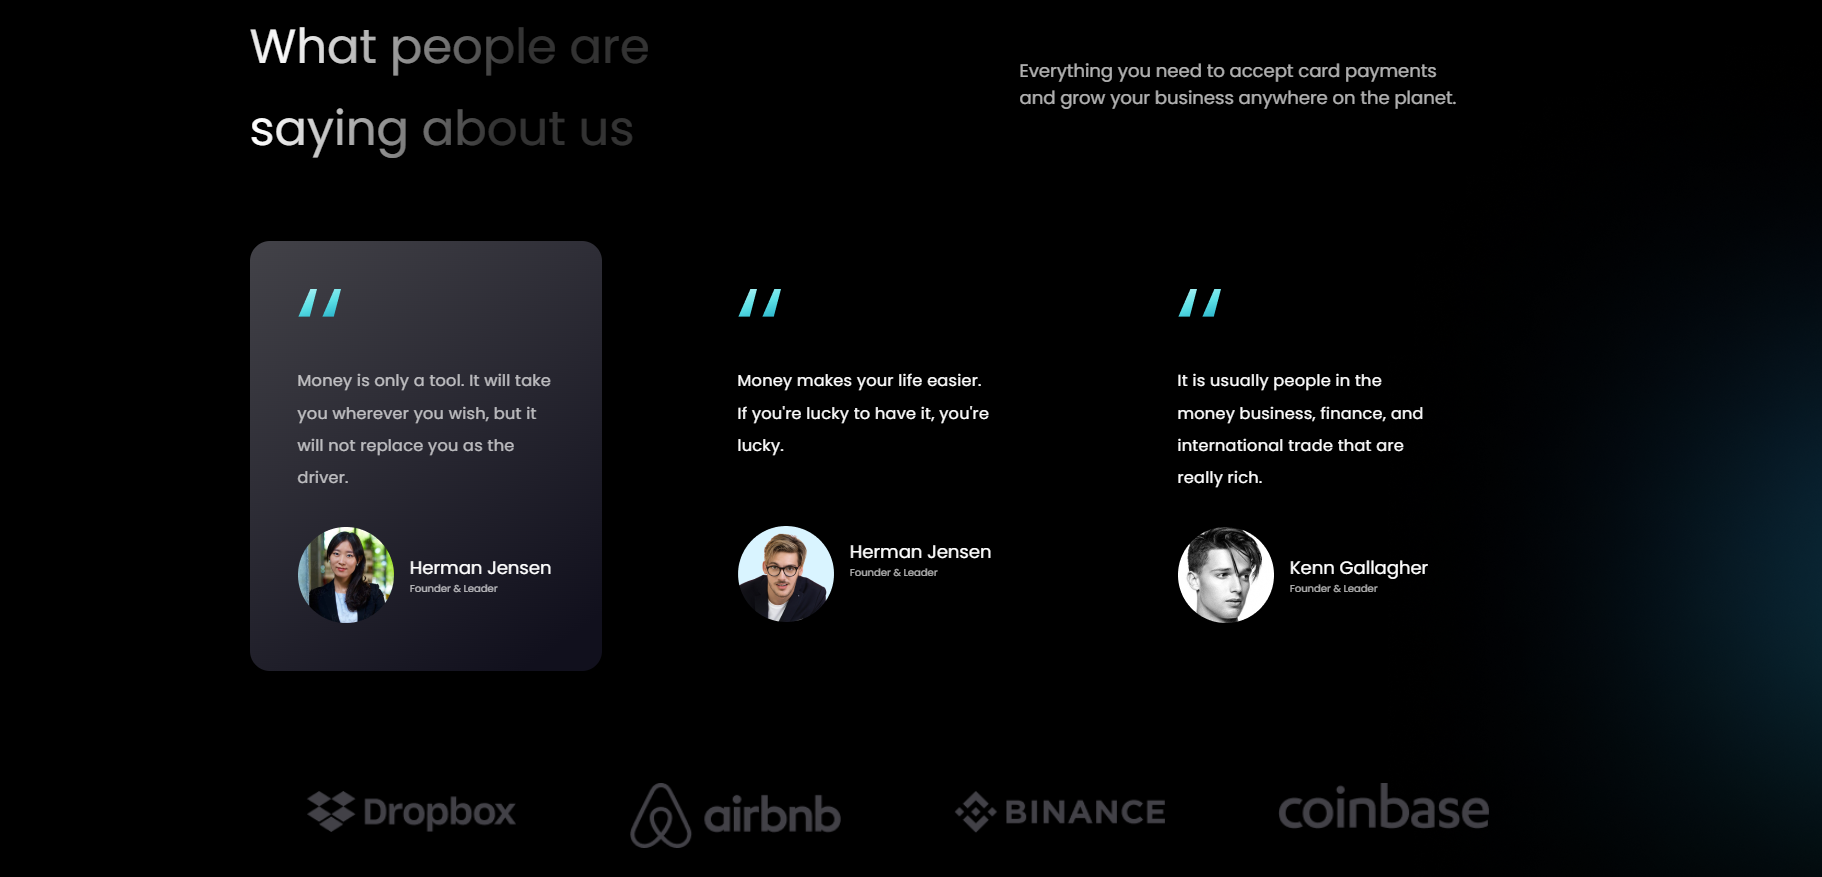 What people are
saying about us
Everything you need to accept card payments
and grow your business anywhere on the planet.
“
Money is only a tool. It will take
you wherever you wish, but it
will not replace you as the
driver.
Herman Jensen
Founder & Leader
“
Money makes your life easier.
If you're lucky to have it, you're
lucky.
Herman Jensen
Founder & Leader
“
It is usually people in the
money business, finance, and
international trade that are
really rich.
Kenn Gallagher
Founder & Leader
Dropbox
airbnb
BINANCE
coinbase